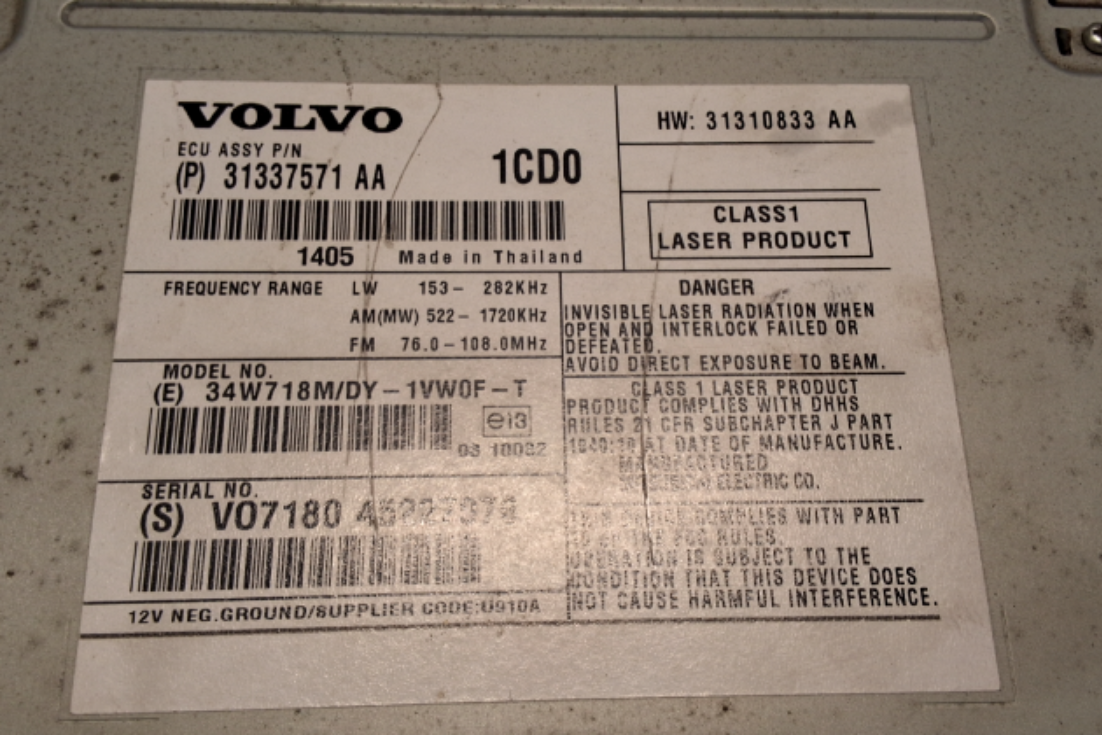 VOLVO
ECU ASSY P/N
(P) 31337571 AA
1CD0
1405 Made in Thailand
HW: 31310833 AA
CLASS1
LASER PRODUCT
FREQUENCY RANGE LW 153- 282KHz
AM(MW) 522- 1720KHz
FM 76.0-108.0MHz
MODEL NO.
(E) 34W718M/DY-1VW0F-T
e13
SERIAL NO.
(S) VO7180
12V NEG.GROUND/SUPPLIER CODE:U910A
DANGER
INVISIBLE LASER RADIATION WHEN
OPEN AND INTERLOCK FAILED OR
DEFEATED.
AVOID DIRECT EXPOSURE TO BEAM.
CLASS 1 LASER PRODUCT
PRODUCT COMPLIES WITH DHHS
RULES 21 CFR SUBCHAPTER J PART
AT DATE OF MANUFACTURE.
MANUFACTURED
ELECTRIC CO.
DEVICE COMPLIES WITH PART
RULES.
OPERATION IS SUBJECT TO THE
CONDITION THAT THIS DEVICE DOES
NOT CAUSE HARMFUL INTERFERENCE.